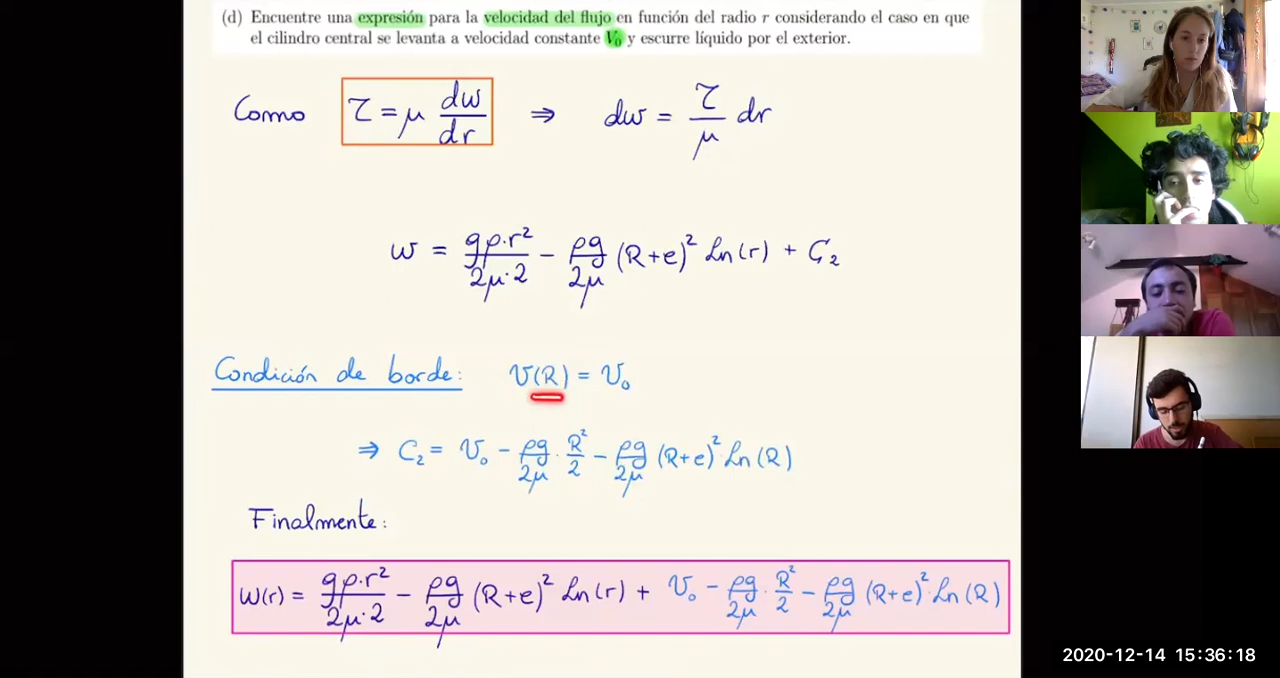 (d) Encuentre una expresión para la velocidad del flujo en función del radio r considerando el caso en que
el cilindro central se levanta a velocidad constante V₀ y escurre líquido por el exterior.
Como τ = μ dw/dr ⇒ dw = τ/μ dr
w = gρ·r²/2μ·2 − ρg/2μ (R+e)² Ln(r) + C₂
Condición de borde: V(R) = V₀
⇒ C₂ = V₀ − ρg/2μ · R²/2 − ρg/2μ (R+e)² Ln(R)
Finalmente:
w(r) = gρ·r²/2μ·2 − ρg/2μ (R+e)² Ln(r) + V₀ − ρg/2μ · R²/2 − ρg/2μ (R+e)² Ln(R)
2020-12-14 15:36:18